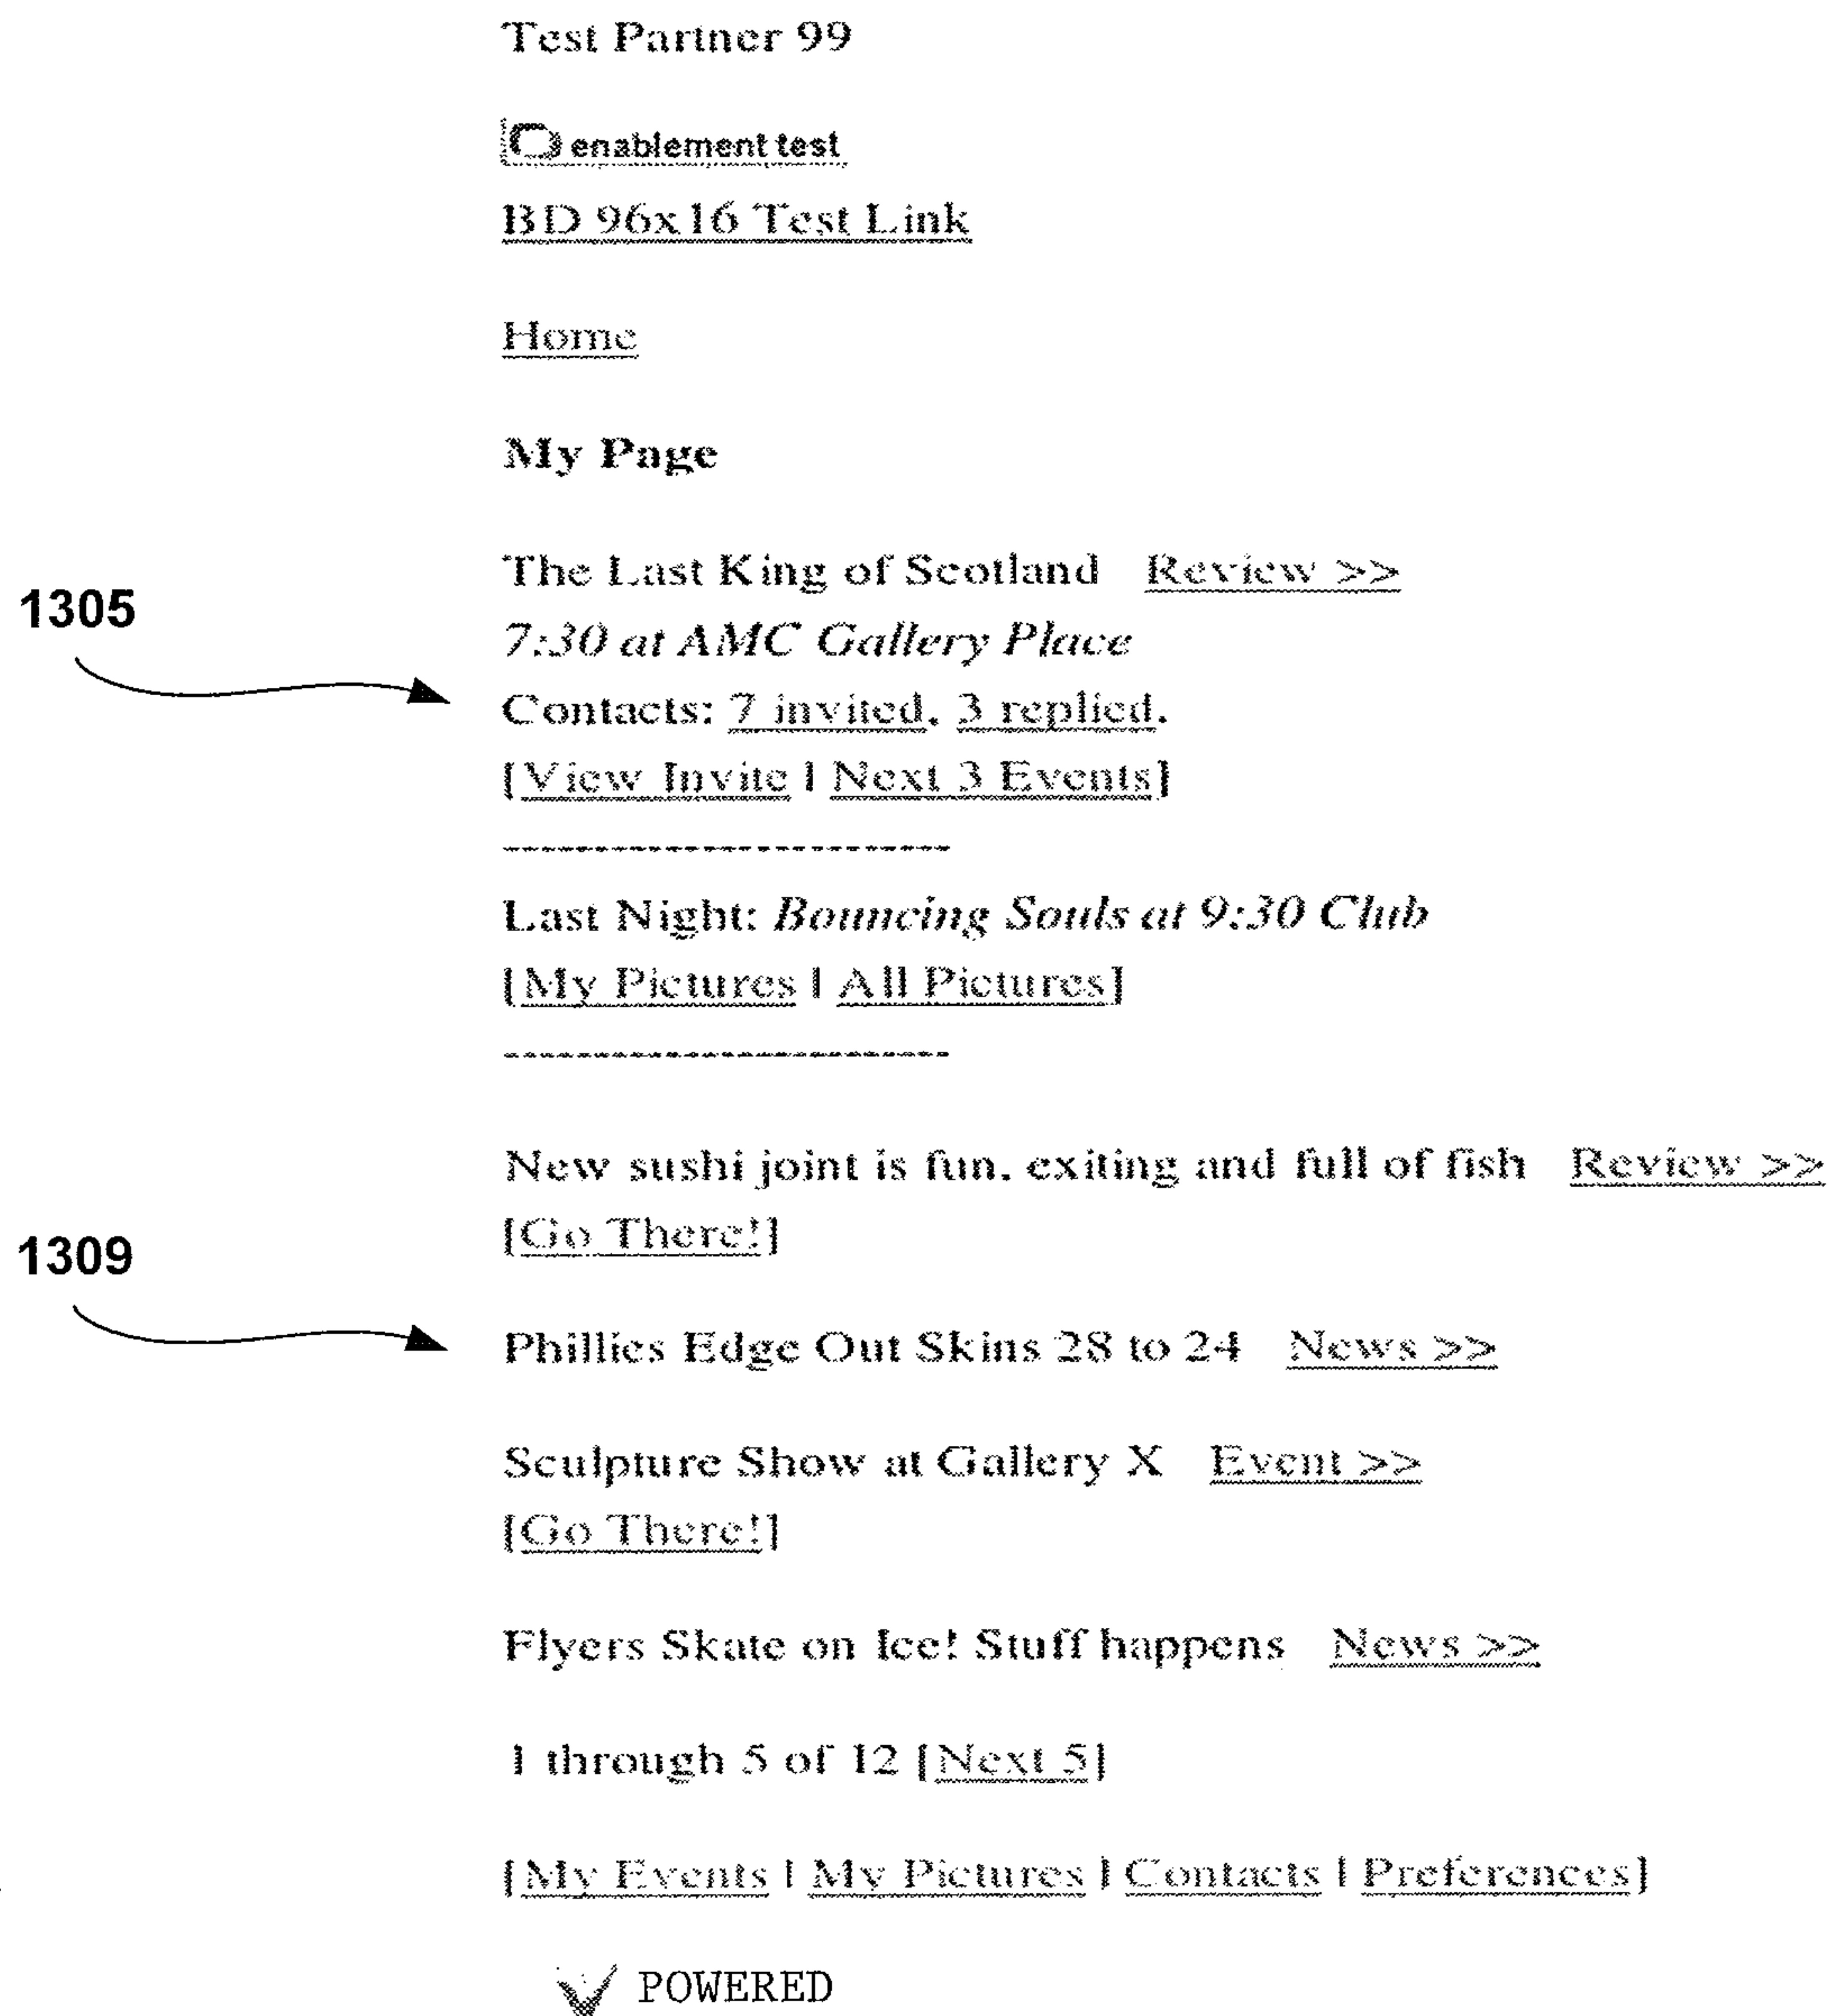 Test Partner 99
enablement test
BD 96x16 Test Link
Home
My Page
The Last King of Scotland Review >>
1305
7:30 at AMC Gallery Place
Contacts: 7 invited, 3 replied.
[View Invite | Next 3 Events]
-------------------------
Last Night: Bouncing Souls at 9:30 Club
[My Pictures | All Pictures]
-------------------------
New sushi joint is fun, exiting and full of fish Review >>
[Go There!]
1309
Phillies Edge Out Skins 28 to 24 News >>
Sculpture Show at Gallery X Event >>
[Go There!]
Flyers Skate on Ice! Stuff happens News >>
1 through 5 of 12 [Next 5]
[My Events | My Pictures | Contacts | Preferences]
POWERED